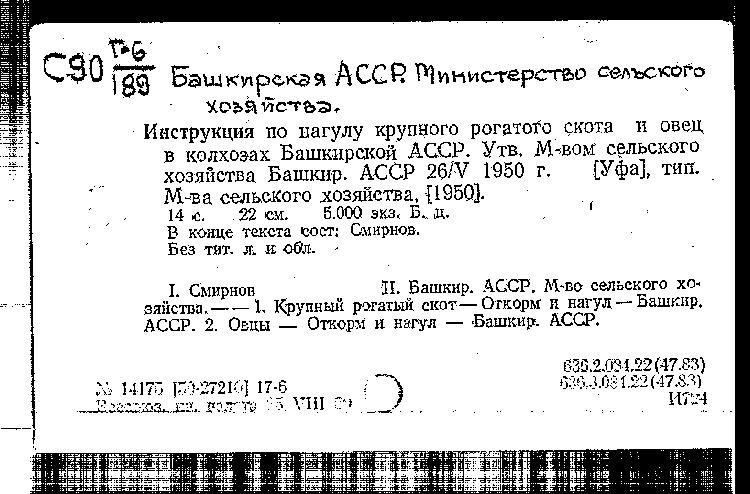 С90 Г-6/189
Башкирская АССР. Министерство сельского
хозяйства.
Инструкция по нагулу крупного рогатого скота и овец
в колхозах Башкирской АССР. Утв. М-вом сельского
хозяйства Башкир. АССР 26/V 1950 г. [Уфа], тип.
М-ва сельского хозяйства, [1950].
14 с. 22 см. 5.000 экз. Б. ц.
В конце текста сост: Смирнов.
Без тит. л. и обл.
I. Смирнов II. Башкир. АССР. М-во сельского хо-
зяйства. — — 1. Крупный рогатый скот — Откорм и нагул — Башкир.
АССР. 2. Овцы — Откорм и нагул — Башкир. АССР.
636.2.084.22(47.83)
№ 14175 [50-27210] 17-6 636.3.084.22(47.83)
VIII И724